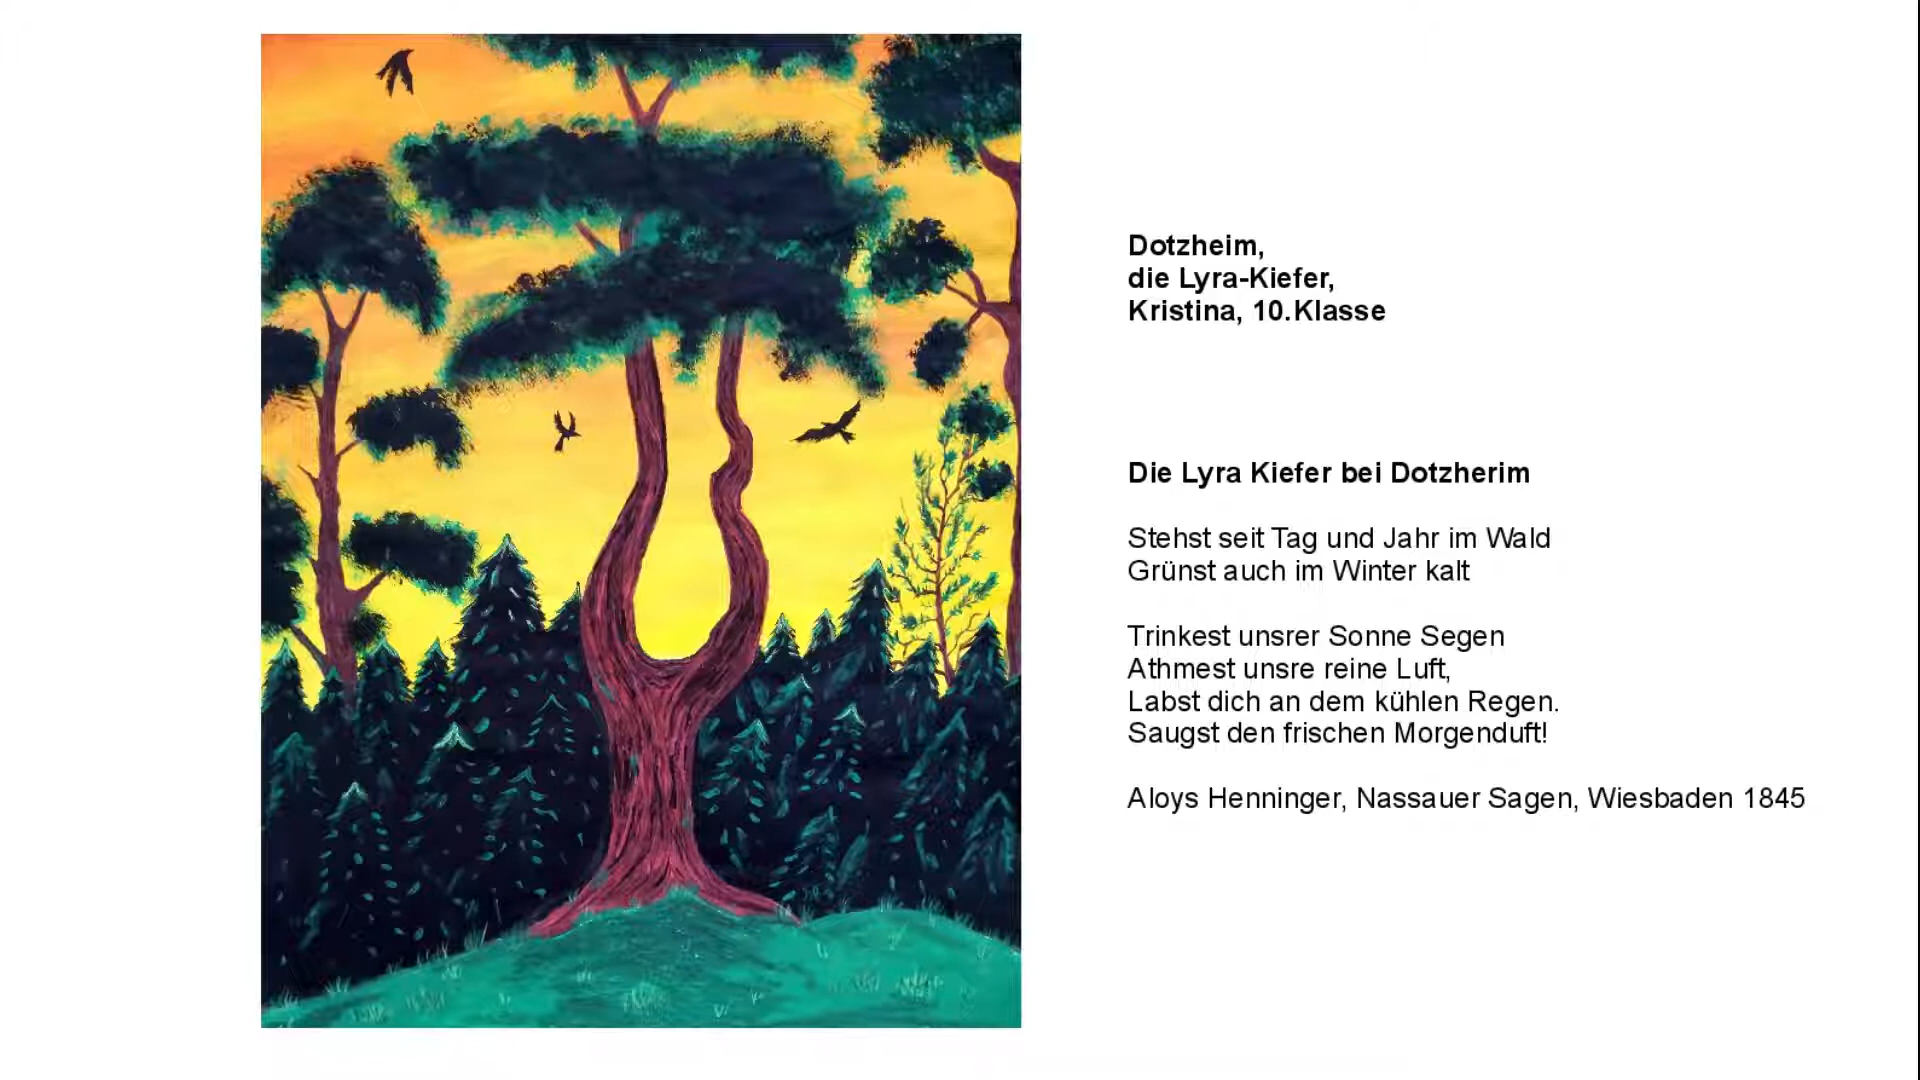 Dotzheim,
die Lyra-Kiefer,
Kristina, 10.Klasse
Die Lyra Kiefer bei Dotzherim
Stehst seit Tag und Jahr im Wald
Grünst auch im Winter kalt
Trinkest unsrer Sonne Segen
Athmest unsre reine Luft,
Labst dich an dem kühlen Regen.
Saugst den frischen Morgenduft!
Aloys Henninger, Nassauer Sagen, Wiesbaden 1845